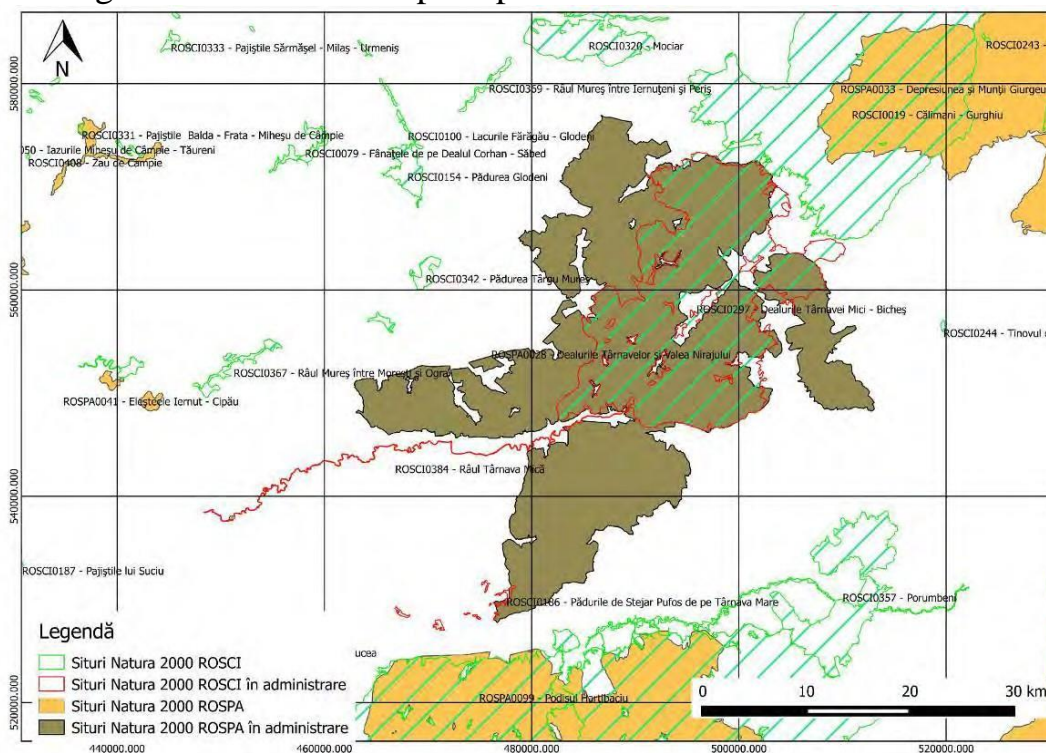 N
ROSCI0333 - Pajiștile Sărmășel - Milaș - Urmeniș
ROSCI0320 - Mociar
ROSCI0243 -
580000.000
ROSCI0369 - Râul Mureș între Iernuțeni și Periș
ROSPA0033 - Depresiunea și Munții Giurgeu
ROSCI0019 - Călimani - Gurghiu
ROSCI0331 - Pajiștile Balda - Frata - Miheșu de Câmpie
ROSCI0100 - Lacurile Fărăgău - Glodeni
050 - Iazurile Miheșu de Câmpie - Tăureni
ROSCI0079 - Fânațele de pe Dealul Corhan - Săbed
ROSCI0408 - Zau de Câmpie
ROSCI0154 - Pădurea Glodeni
560000.000
ROSCI0342 - Pădurea Târgu Mureș
ROSCI0297 - Dealurile Târnavei Mici - Bicheș
ROSCI0244 - Tinovul
ROSPA0028 - Dealurile Târnavelor și Valea Nirajului
ROSCI0367 - Râul Mureș între Morești și Ogra
ROSPA0041 - Eleșteele Iernut - Cipău
ROSCI0384 - Râul Târnava Mică
540000.000
ROSCI0187 - Pajiștile lui Suciu
ROSCI0186 - Pădurile de Stejar Pufos de pe Târnava Mare
ROSCI0357 - Porumbeni
Legendă
Situri Natura 2000 ROSCI
Situri Natura 2000 ROSCI în administrare
Situri Natura 2000 ROSPA
Situri Natura 2000 ROSPA în administrare
ucea
ROSPA0099 - Podișul Hârtibaciu
0 10 20 30 km
520000.000
440000.000 460000.000 480000.000 500000.000 520000.000